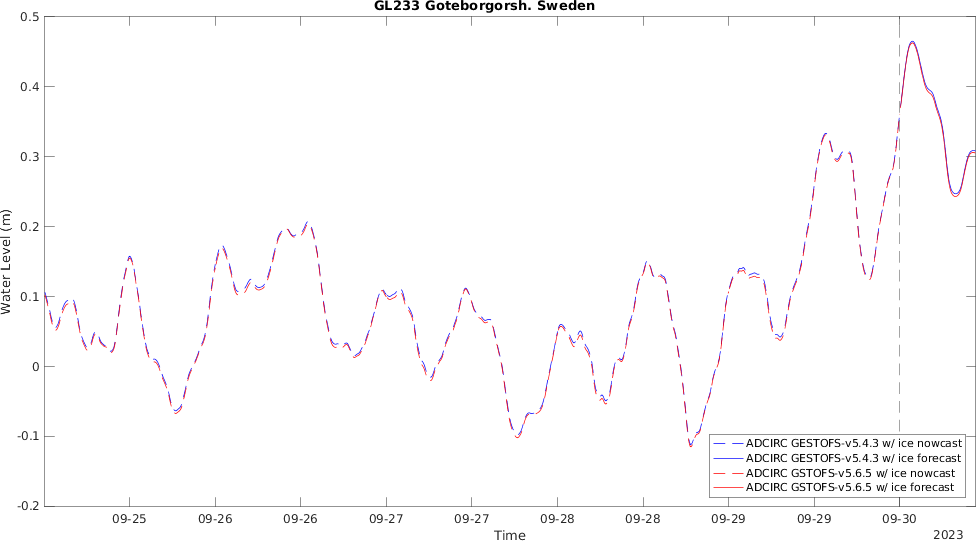 GL233 Goteborgorsh. Sweden
0.5
0.4
0.3
0.2
0.1
0
-0.1
-0.2
Water Level (m)
ADCIRC GESTOFS-v5.4.3 w/ ice nowcast
ADCIRC GESTOFS-v5.4.3 w/ ice forecast
ADCIRC GSTOFS-v5.6.5 w/ ice nowcast
ADCIRC GSTOFS-v5.6.5 w/ ice forecast
09-25 09-26 09-26 09-27 09-27 09-28 09-28 09-29 09-29 09-30
Time
2023